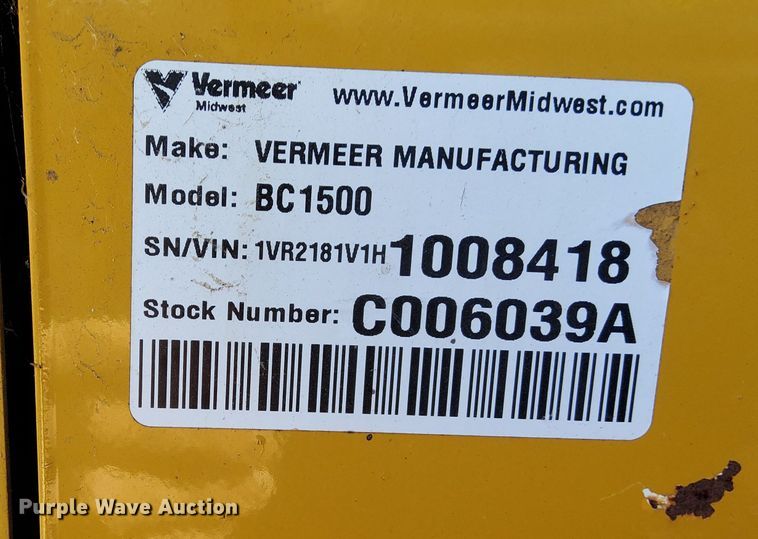 Vermeer
Midwest
www.VermeerMidwest.com
Make: VERMEER MANUFACTURING
Model: BC1500
SN/VIN: 1VR2181V1H1008418
Stock Number: C006039A
Purple Wave Auction